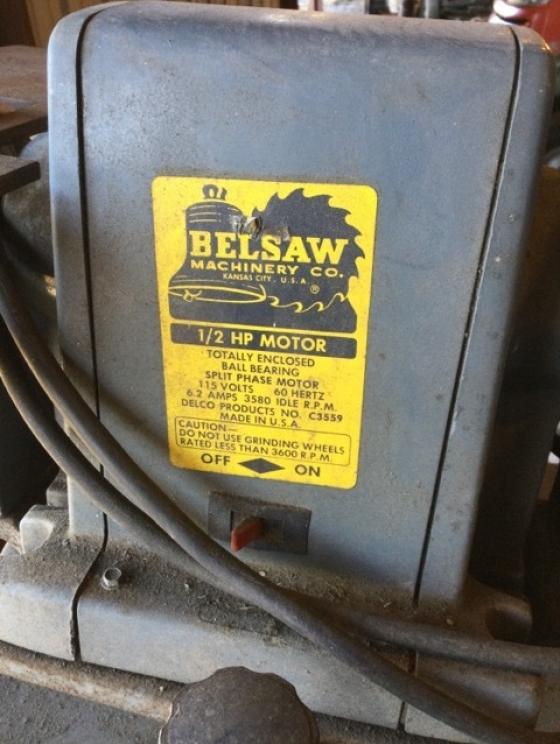 BELSAW
MACHINERY CO.
KANSAS CITY, U.S.A.
®
1/2 HP MOTOR
TOTALLY ENCLOSED
BALL BEARING
SPLIT PHASE MOTOR
115 VOLTS 60 HERTZ
6.2 AMPS 3580 IDLE R.P.M.
DELCO PRODUCTS NO. C3559
MADE IN U.S.A.
CAUTION—
DO NOT USE GRINDING WHEELS
RATED LESS THAN 3600 R.P.M.
OFF ON